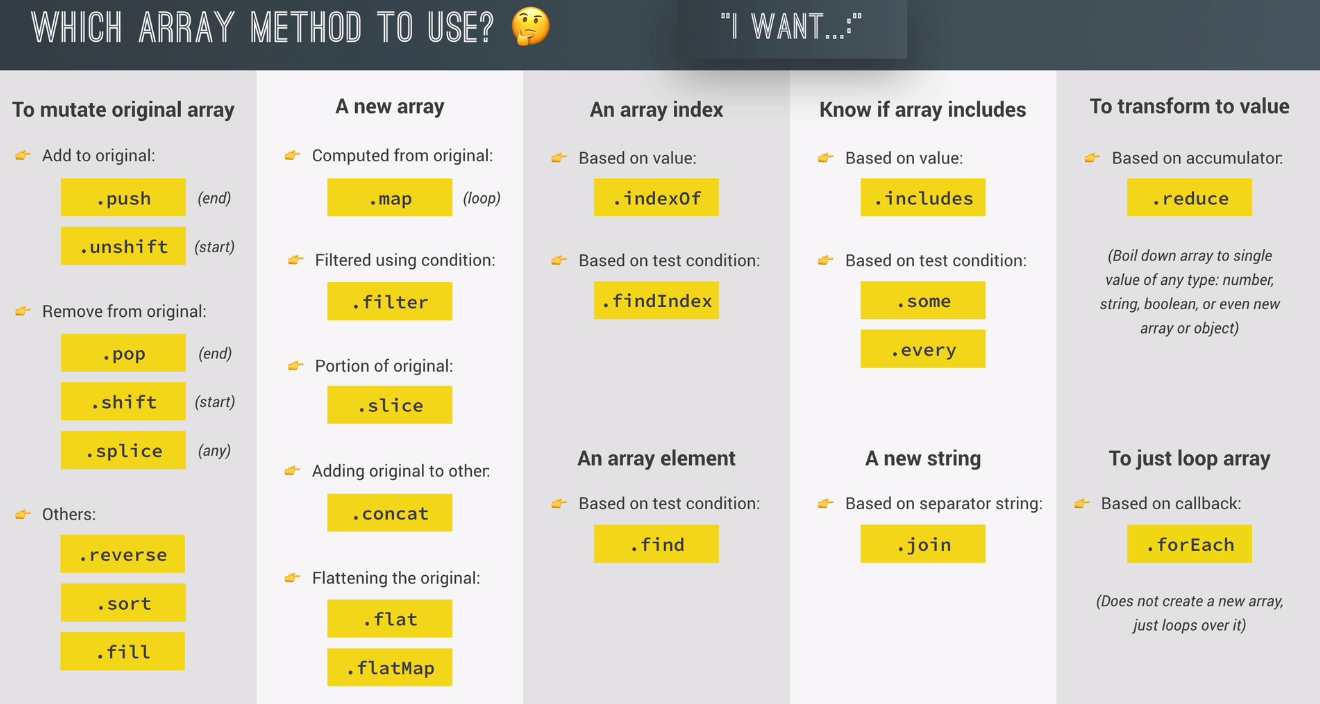 WHICH ARRAY METHOD TO USE? 🤔
"I WANT...:"
To mutate original array
👉 Add to original:
.push (end)
.unshift (start)
👉 Remove from original:
.pop (end)
.shift (start)
.splice (any)
👉 Others:
.reverse
.sort
.fill
A new array
👉 Computed from original:
.map (loop)
👉 Filtered using condition:
.filter
👉 Portion of original:
.slice
👉 Adding original to other:
.concat
👉 Flattening the original:
.flat
.flatMap
An array index
👉 Based on value:
.indexOf
👉 Based on test condition:
.findIndex
An array element
👉 Based on test condition:
.find
Know if array includes
👉 Based on value:
.includes
👉 Based on test condition:
.some
.every
A new string
👉 Based on separator string:
.join
To transform to value
👉 Based on accumulator:
.reduce
(Boil down array to single
value of any type: number,
string, boolean, or even new
array or object)
To just loop array
👉 Based on callback:
.forEach
(Does not create a new array,
just loops over it)